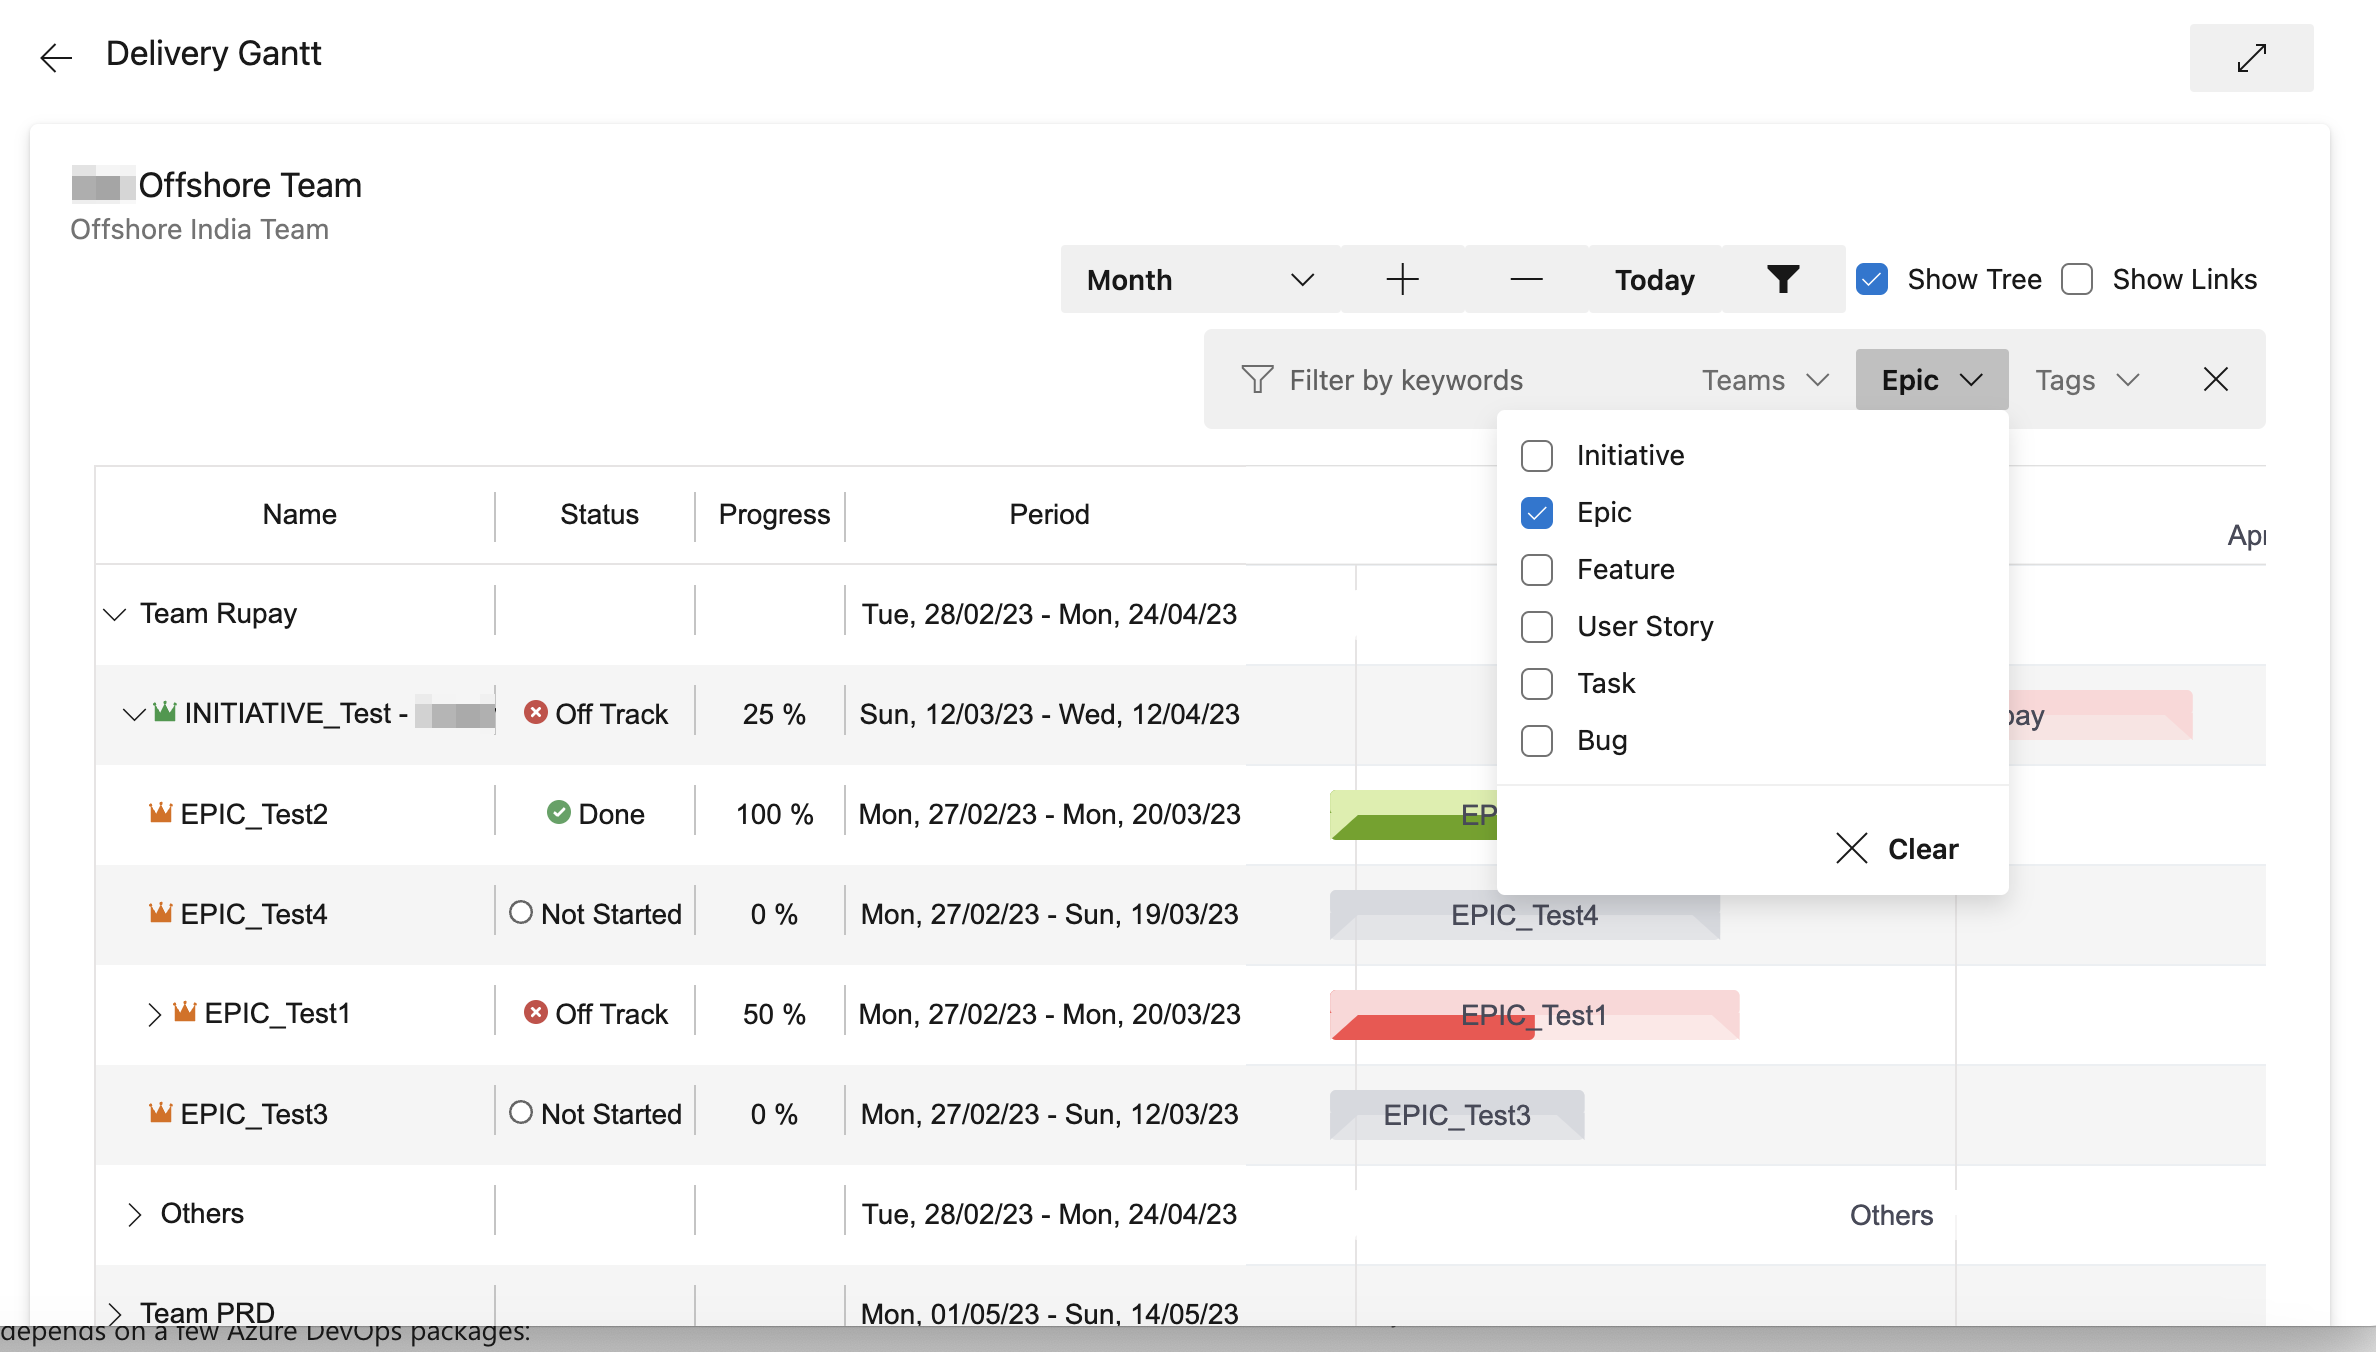 Delivery Gantt
Offshore Team
Offshore India Team
Month Today Show Tree Show Links
Filter by keywords Teams Epic Tags
Initiative
Epic
Feature
User Story
Task
Bug
Clear
Name Status Progress Period
Team Rupay Tue, 28/02/23 - Mon, 24/04/23
INITIATIVE_Test - Off Track 25 % Sun, 12/03/23 - Wed, 12/04/23
EPIC_Test2 Done 100 % Mon, 27/02/23 - Mon, 20/03/23 EP
EPIC_Test4 Not Started 0 % Mon, 27/02/23 - Sun, 19/03/23 EPIC_Test4
EPIC_Test1 Off Track 50 % Mon, 27/02/23 - Mon, 20/03/23 EPIC_Test1
EPIC_Test3 Not Started 0 % Mon, 27/02/23 - Sun, 12/03/23 EPIC_Test3
Others Tue, 28/02/23 - Mon, 24/04/23 Others
Team PRD Mon, 01/05/23 - Sun, 14/05/23
depends on a few Azure DevOps packages: